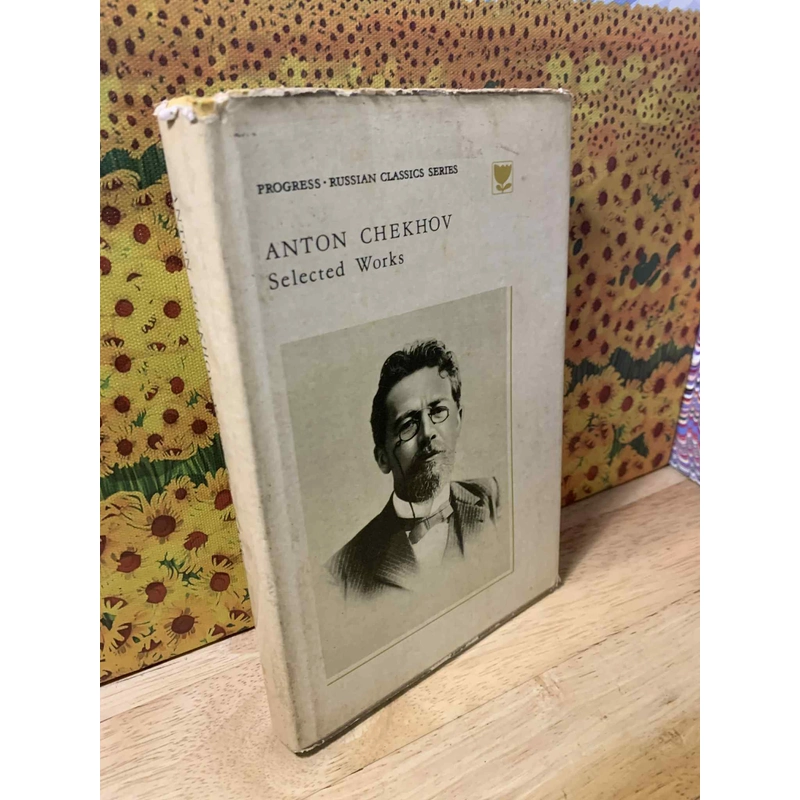 PROGRESS • RUSSIAN CLASSICS SERIES
ANTON CHEKHOV
Selected Works